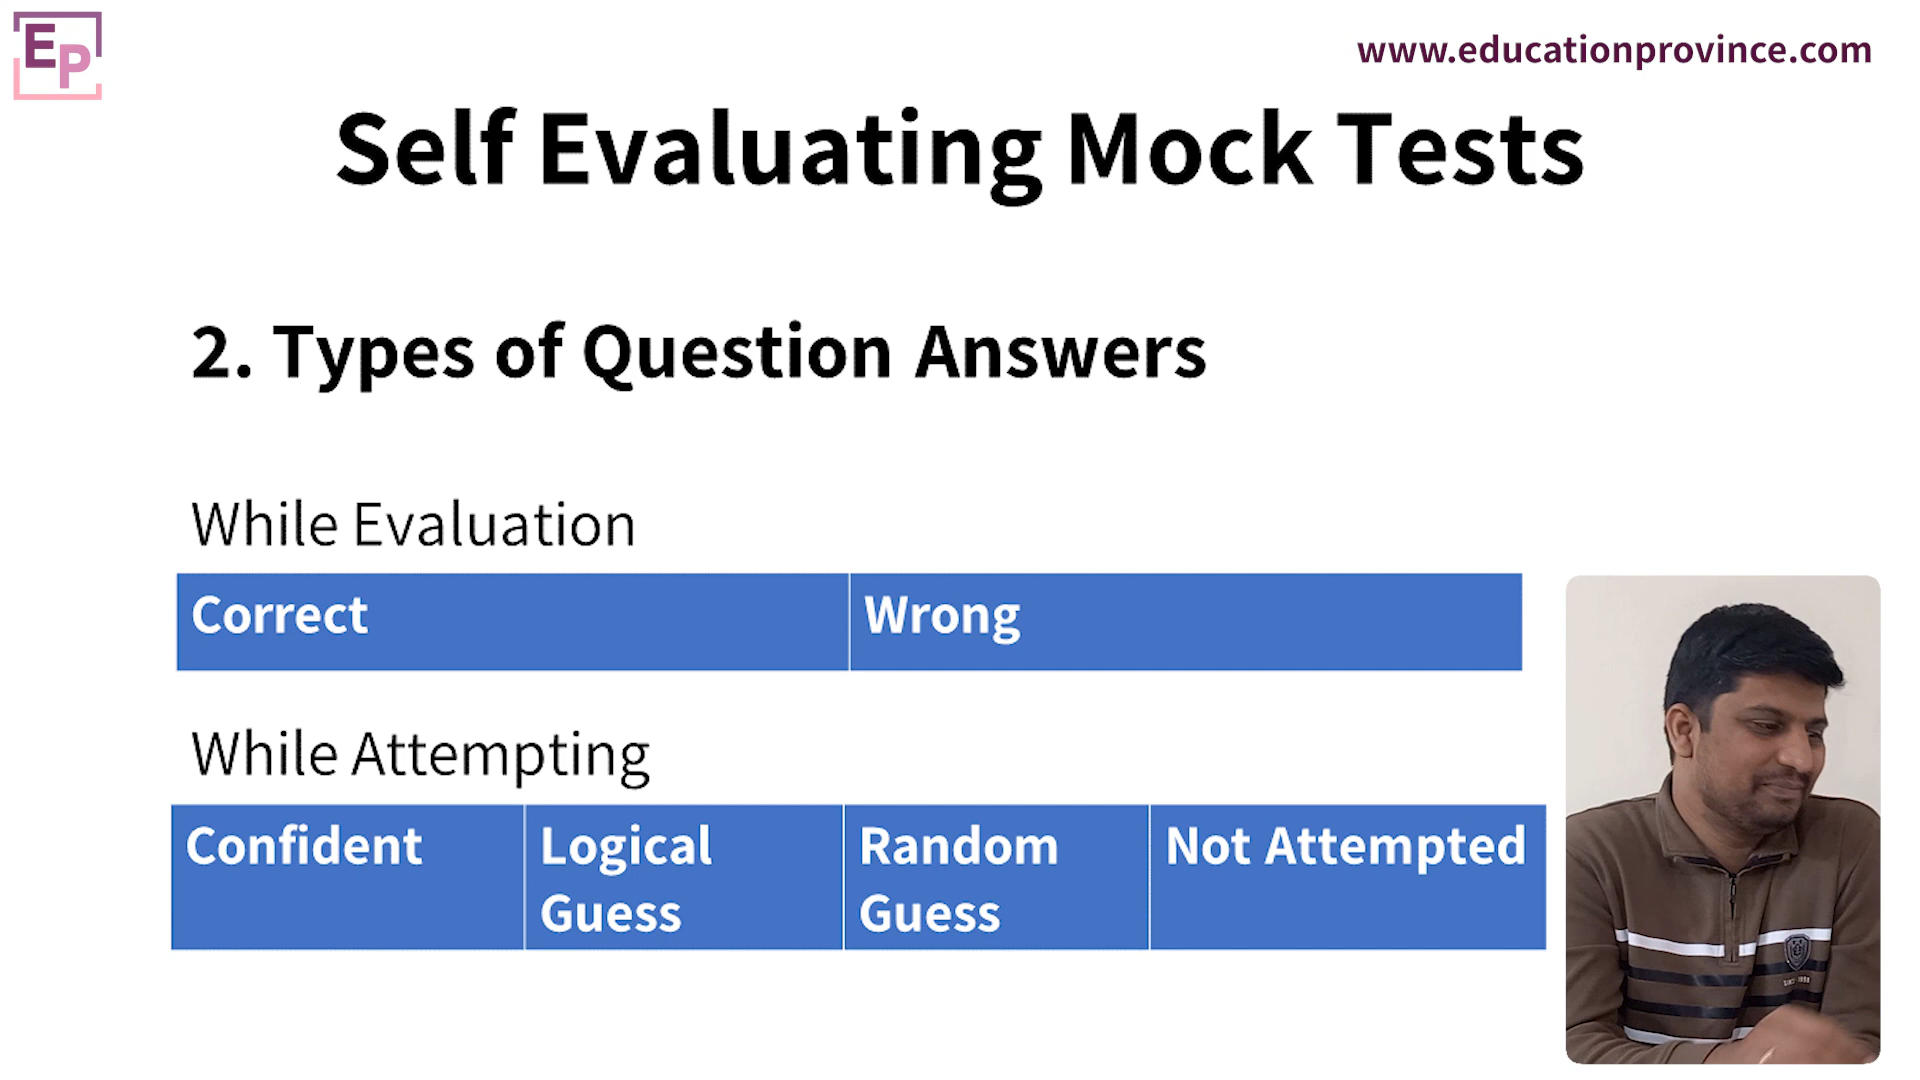 EP
www.educationprovince.com
Self Evaluating Mock Tests
2. Types of Question Answers
While Evaluation
Correct
Wrong
While Attempting
Confident
Logical
Guess
Random
Guess
Not Attempted